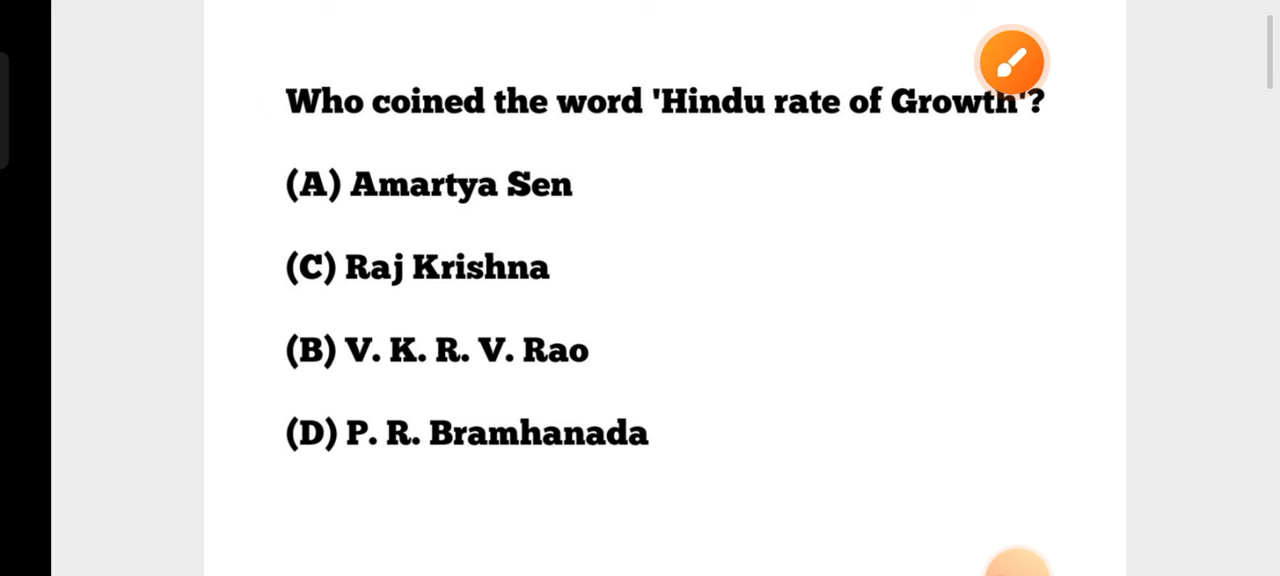 Who coined the word 'Hindu rate of Growth'?
(A) Amartya Sen
(C) Raj Krishna
(B) V. K. R. V. Rao
(D) P. R. Bramhanada